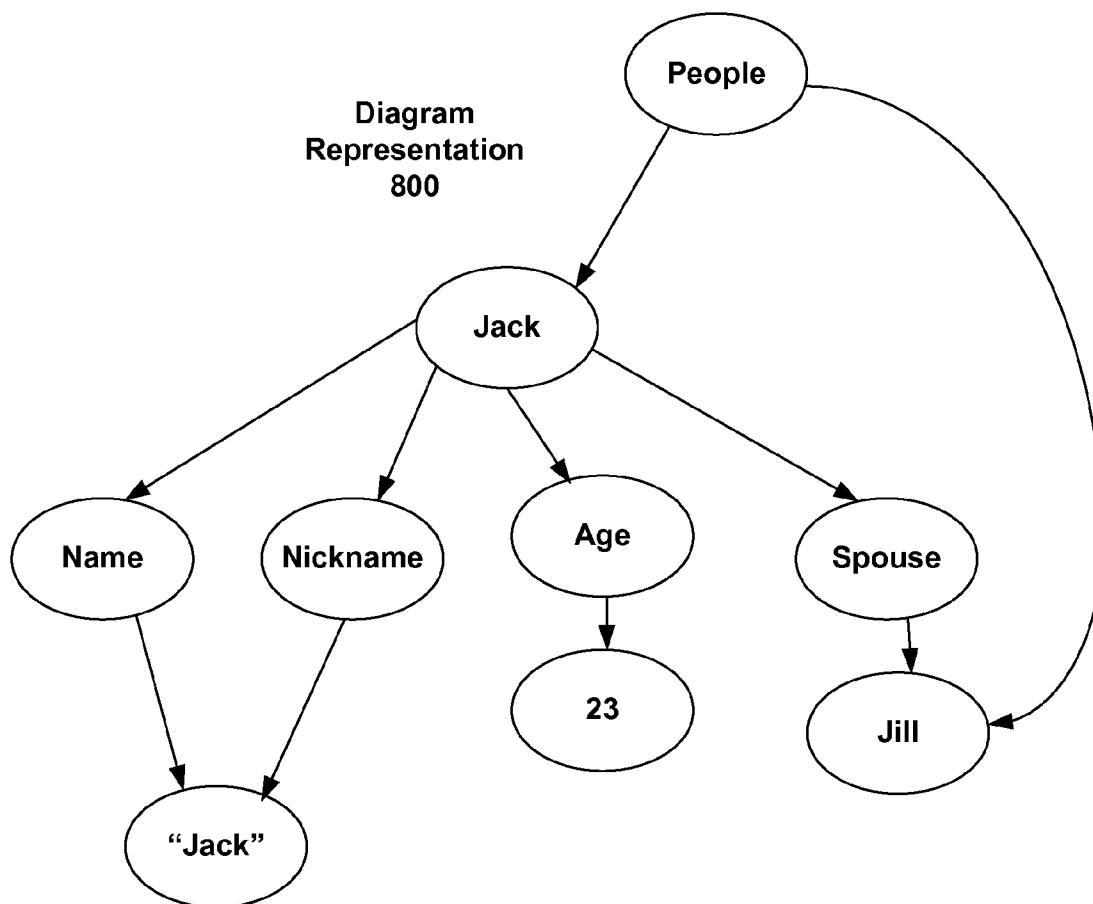 People
Diagram
Representation
800
Jack
Name
Nickname
Age
Spouse
23
Jill
“Jack”